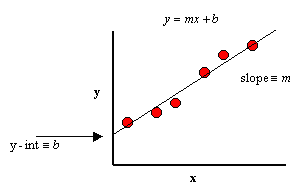 y = mx + b
slope ≡ m
y
y - int ≡ b
x